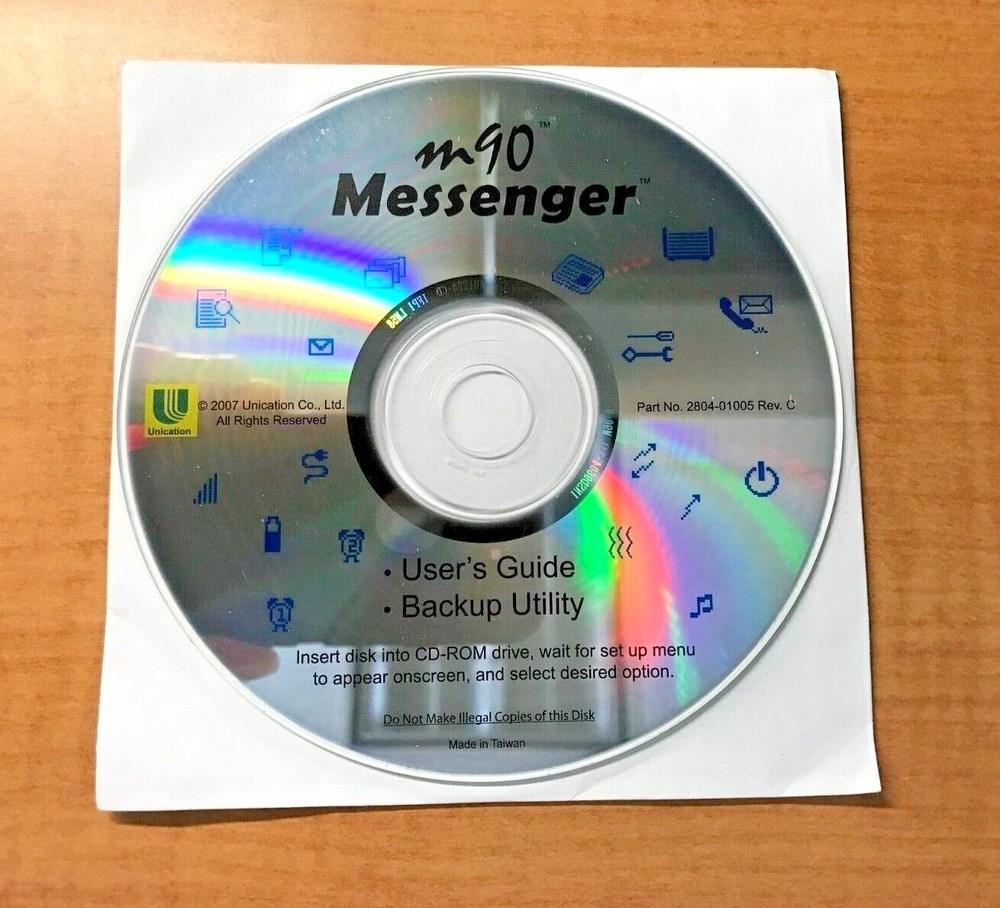 m90™
Messenger™
Unication
© 2007 Unication Co., Ltd.
All Rights Reserved
Part No. 2804-01005 Rev. C
2
1
• User's Guide
• Backup Utility
Insert disk into CD-ROM drive, wait for set up menu
to appear onscreen, and select desired option.
Do Not Make Illegal Copies of this Disk
Made in Taiwan